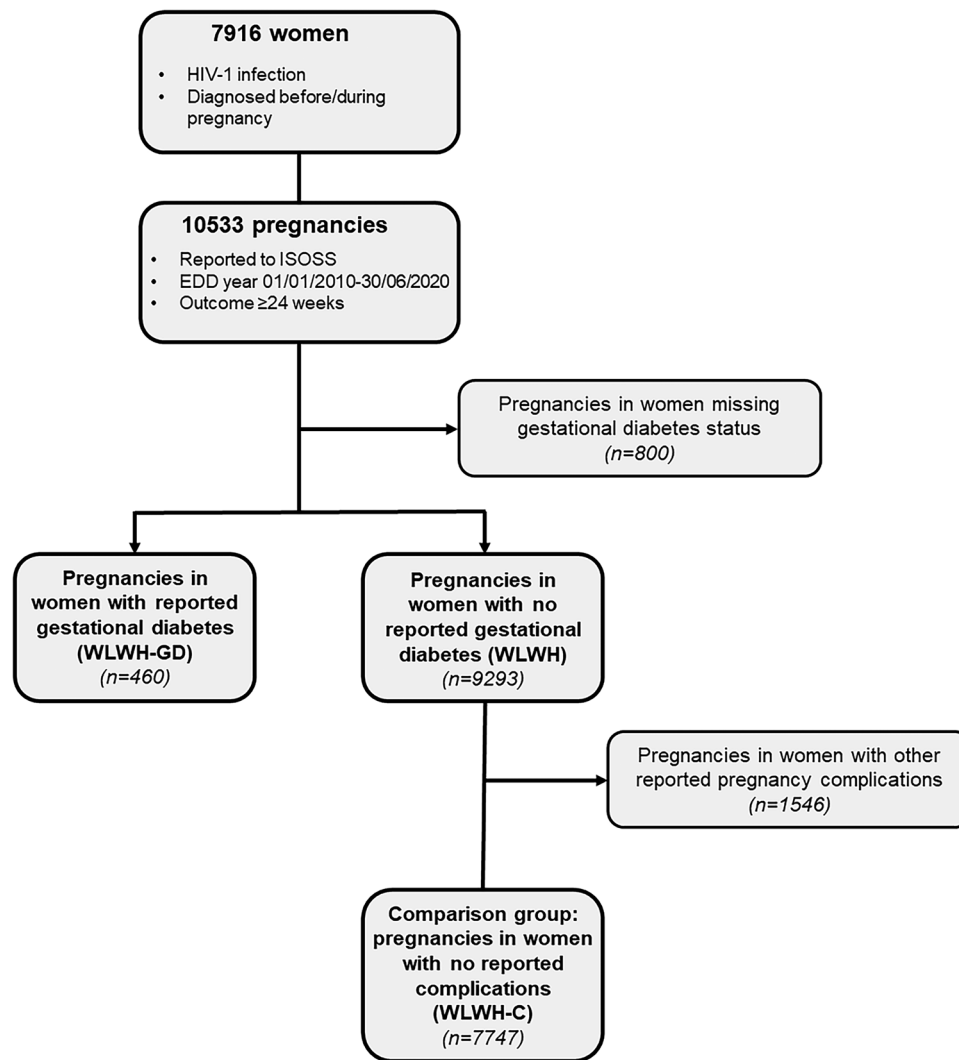 7916 women
• HIV-1 infection
• Diagnosed before/during
pregnancy
10533 pregnancies
• Reported to ISOSS
• EDD year 01/01/2010-30/06/2020
• Outcome ≥24 weeks
Pregnancies in women missing
gestational diabetes status
(n=800)
Pregnancies in
women with reported
gestational diabetes
(WLWH-GD)
(n=460)
Pregnancies in
women with no
reported gestational
diabetes (WLWH)
(n=9293)
Pregnancies in women with other
reported pregnancy complications
(n=1546)
Comparison group:
pregnancies in women
with no reported
complications
(WLWH-C)
(n=7747)